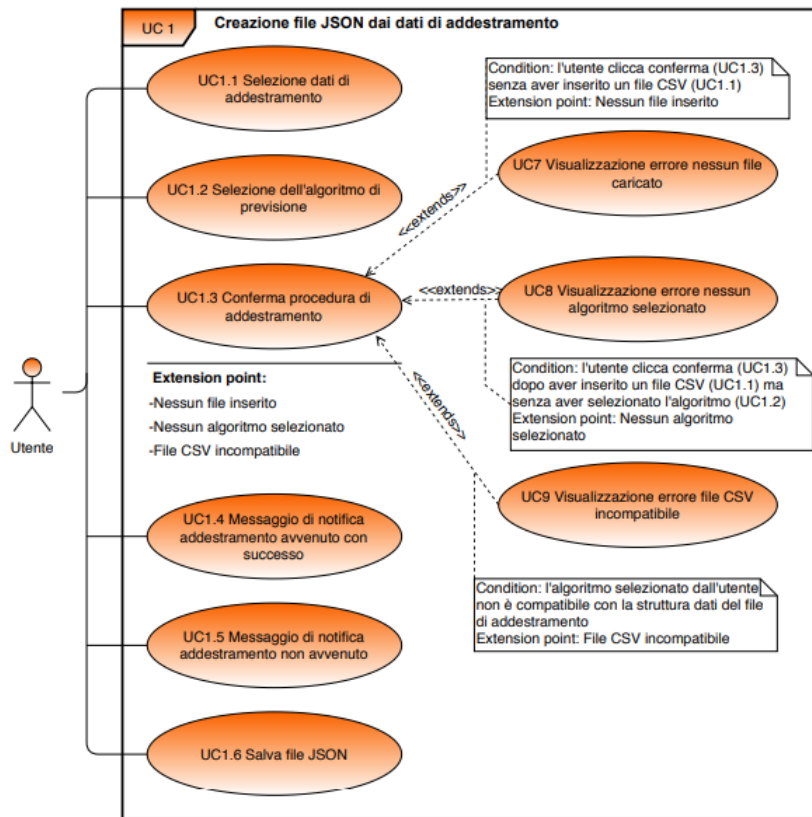 UC 1
Creazione file JSON dai dati di addestramento
UC1.1 Selezione dati di
addestramento
Condition: l'utente clicca conferma (UC1.3)
senza aver inserito un file CSV (UC1.1)
Extension point: Nessun file inserito
UC1.2 Selezione dell'algoritmo di
previsione
UC7 Visualizzazione errore nessun file
caricato
<<extends>>
UC1.3 Conferma procedura di
addestramento
<<extends>>
UC8 Visualizzazione errore nessun
algoritmo selezionato
Extension point:
-Nessun file inserito
-Nessun algoritmo selezionato
-File CSV incompatibile
<<extends>>
Condition: l'utente clicca conferma (UC1.3)
dopo aver inserito un file CSV (UC1.1) ma
senza aver selezionato l'algoritmo (UC1.2)
Extension point: Nessun algoritmo
selezionato
Utente
UC9 Visualizzazione errore file CSV
incompatibile
UC1.4 Messaggio di notifica
addestramento avvenuto con
successo
Condition: l'algoritmo selezionato dall'utente
non è compatibile con la struttura dati del file
di addestramento
Extension point: File CSV incompatibile
UC1.5 Messaggio di notifica
addestramento non avvenuto
UC1.6 Salva file JSON